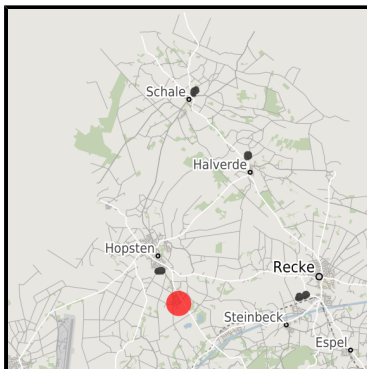 Schale
Halverde
Hopsten
Recke
Steinbeck
Espel